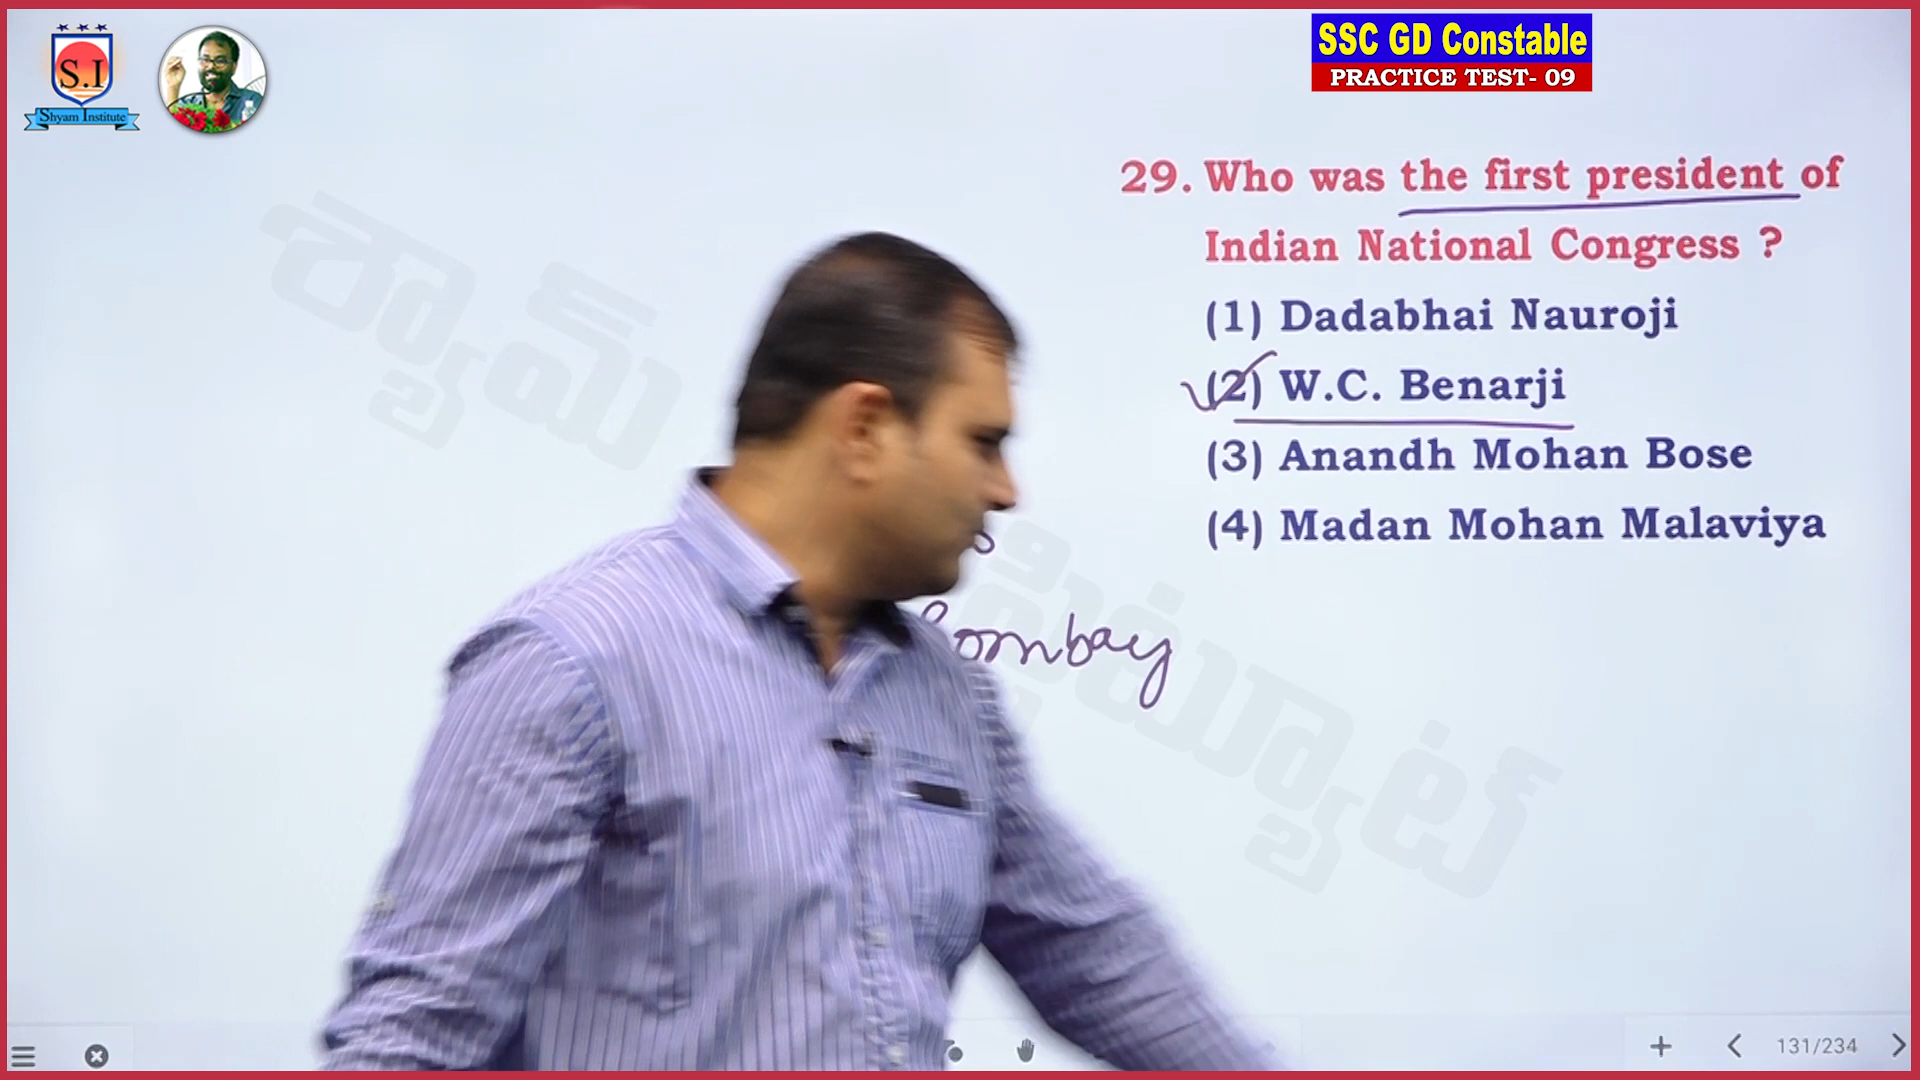 S.I
Shyam Institute
SSC GD Constable
PRACTICE TEST- 09
29. Who was the first president of
Indian National Congress ?
(1) Dadabhai Nauroji
(2) W.C. Benarji
(3) Anandh Mohan Bose
(4) Madan Mohan Malaviya
Bombay
శ్యామ్
131/234